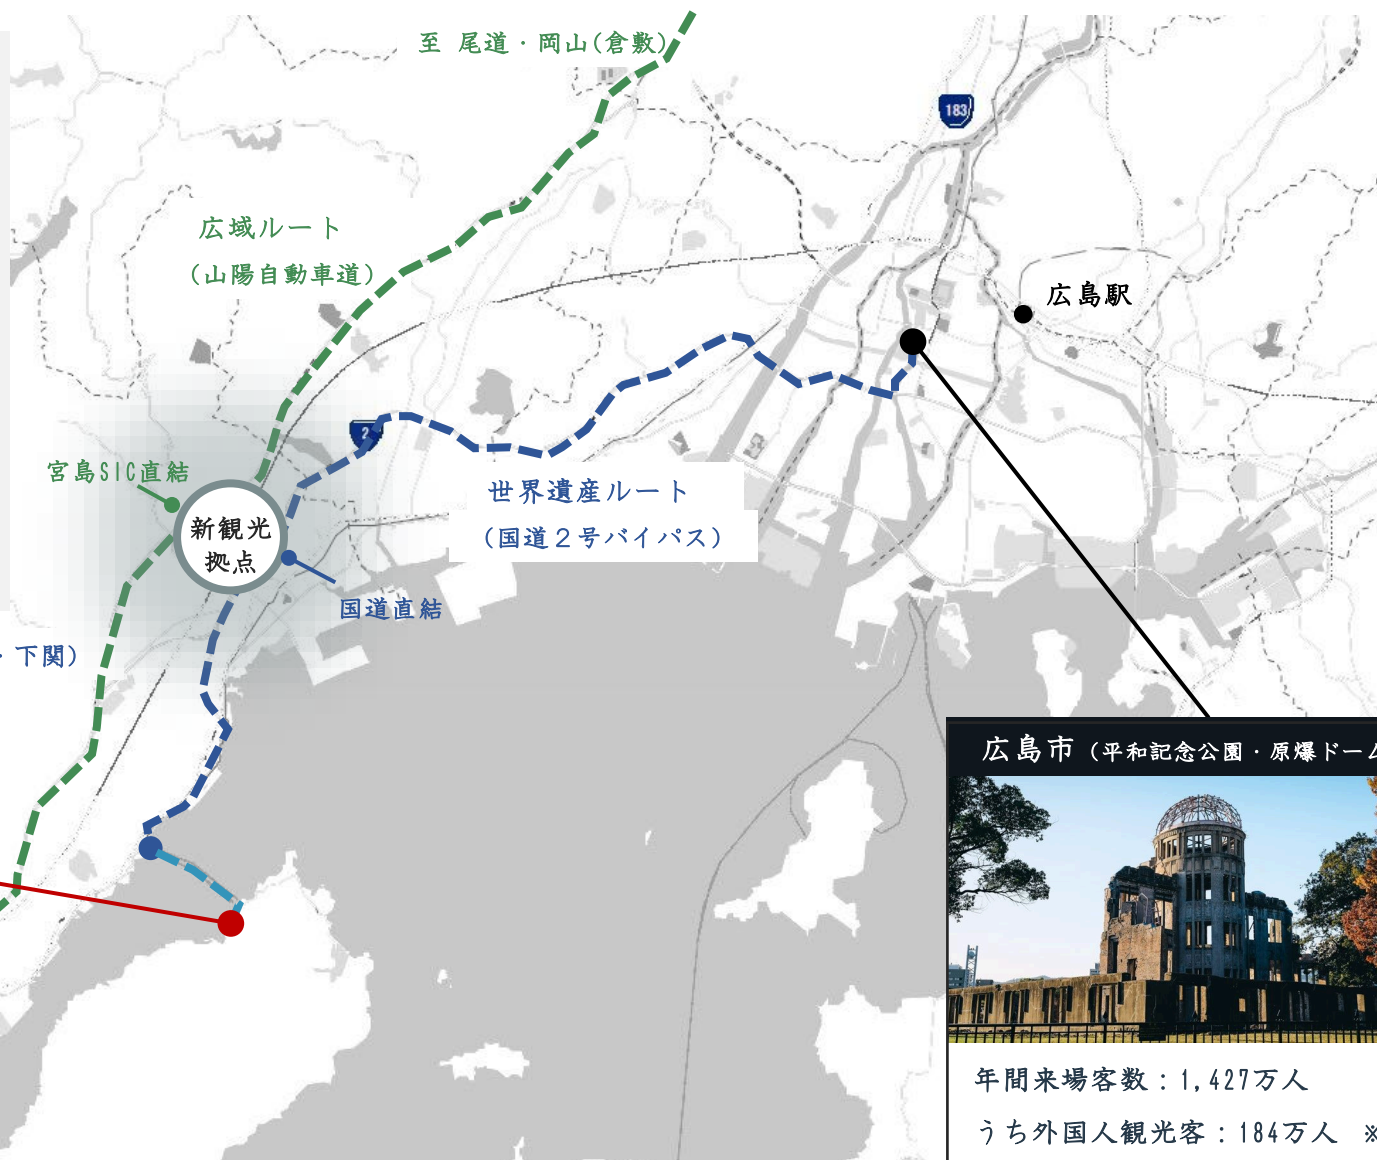 至 尾道・岡山(倉敷)
183
広域ルート
(山陽自動車道)
広島駅
2
宮島SIC直結
世界遺産ルート
(国道２号バイパス)
新観光
拠点
国道直結
・下関)
広島市（平和記念公園・原爆ドーム
年間来場客数：1,427万人
うち外国人観光客：184万人 ※